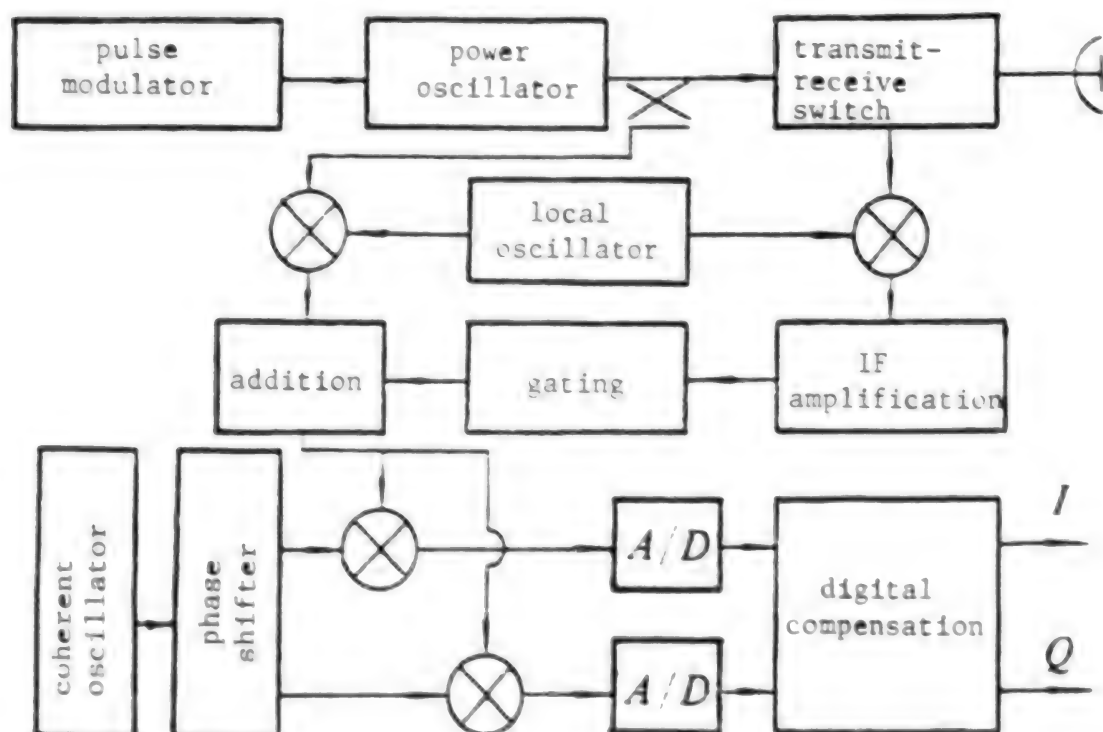 pulse
modulator
power
oscillator
transmit-
receive
switch
local
oscillator
addition
gating
IF
amplification
coherent
oscillator
phase
shifter
A/D
A/D
digital
compensation
I
Q